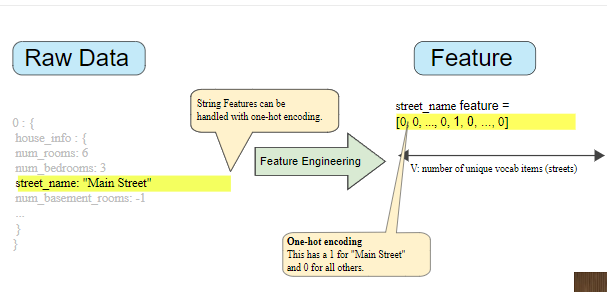 Raw Data
Feature
String Features can be
handled with one-hot encoding.
0 : {
house_info : {
num_rooms: 6
num_bedrooms: 3
street_name: "Main Street"
num_basement_rooms: -1
...
}
}
Feature Engineering
street_name feature =
[0, 0, ..., 0, 1, 0, ..., 0]
V: number of unique vocab items (streets)
One-hot encoding
This has a 1 for "Main Street"
and 0 for all others.